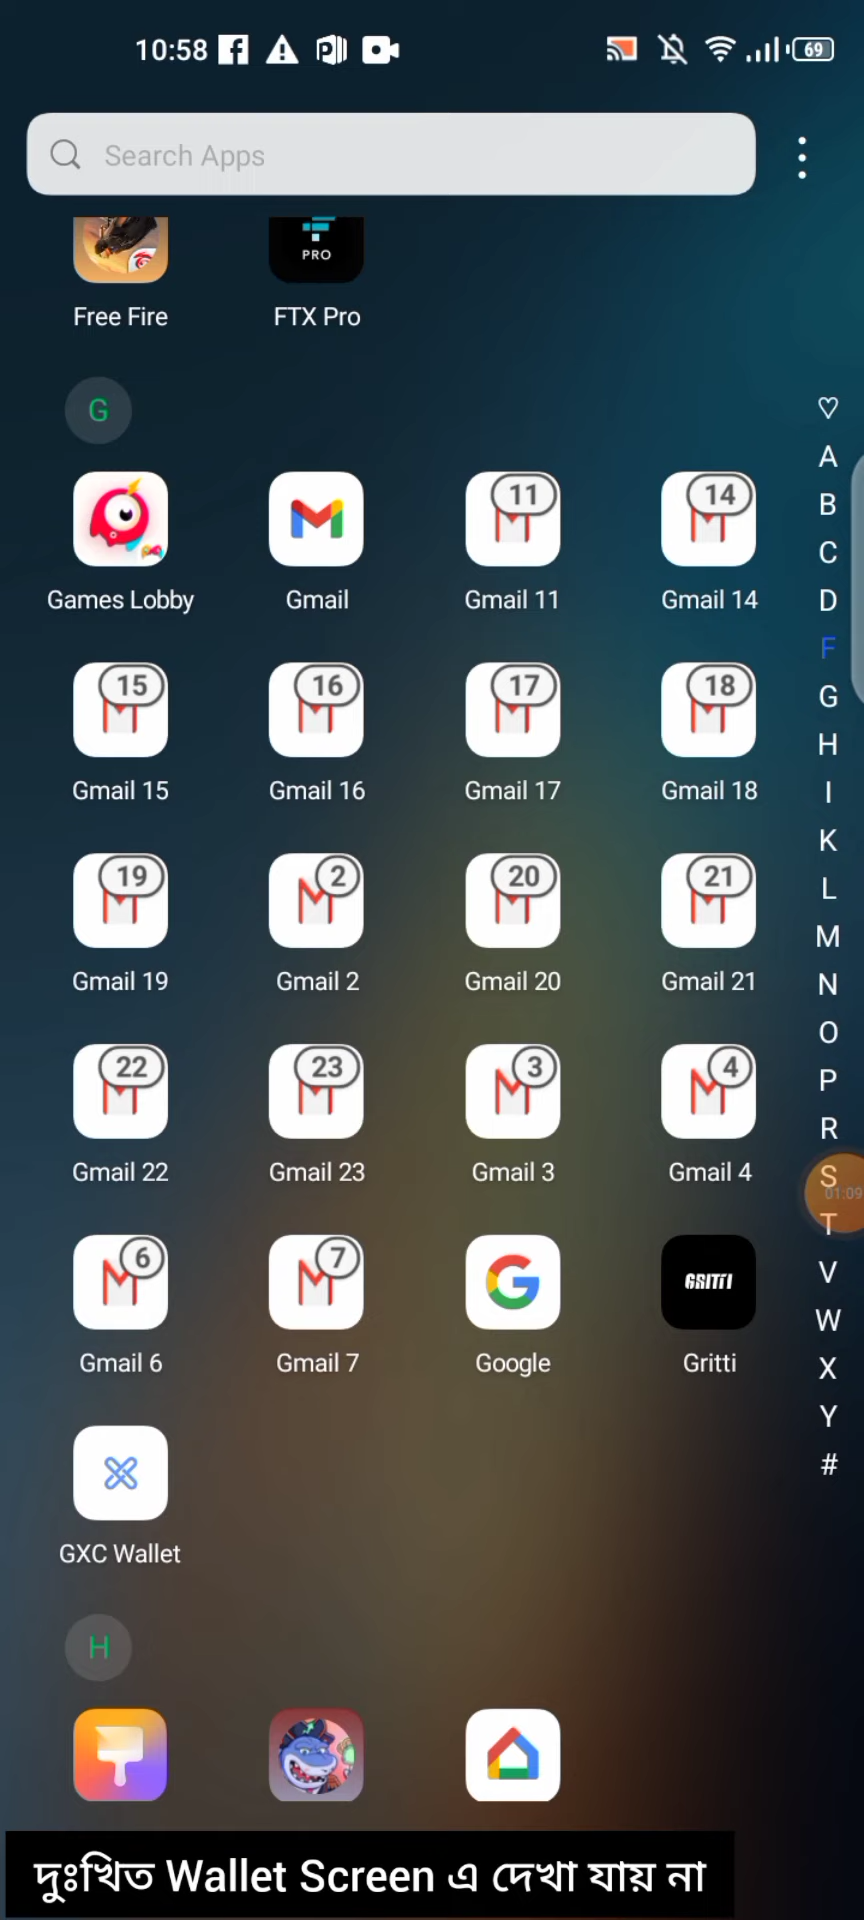 10:58 69
Search Apps
PRO
Free Fire FTX Pro
G
11 14
Games Lobby Gmail Gmail 11 Gmail 14
15 16 17 18
Gmail 15 Gmail 16 Gmail 17 Gmail 18
19 2 20 21
Gmail 19 Gmail 2 Gmail 20 Gmail 21
22 23 3 4
Gmail 22 Gmail 23 Gmail 3 Gmail 4
6 7 GRITTI
Gmail 6 Gmail 7 Google Gritti
GXC Wallet
H
A
B
C
D
F
G
H
I
K
L
M
N
O
P
R
S
01:09
T
V
W
X
Y
#
দুঃখিত Wallet Screen এ দেখা যায় না